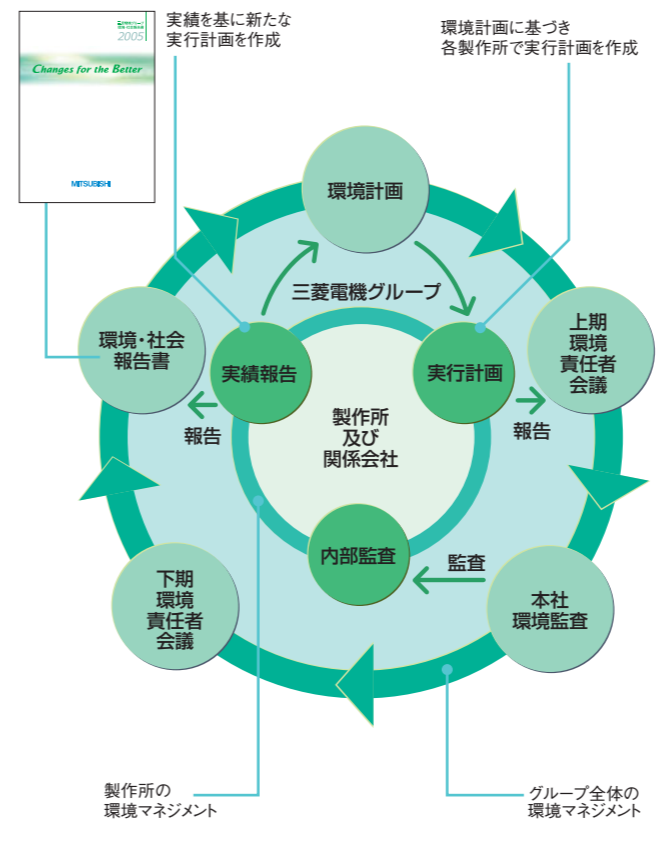 実績を基に新たな
実行計画を作成
環境計画に基づき
各製作所で実行計画を作成
2005
Changes for the Better
MITSUBISHI
環境計画
三菱電機グループ
環境・社会
報告書
実績報告
実行計画
上期
環境
責任者
会議
報告
報告
製作所
及び
関係会社
内部監査
監査
下期
環境
責任者
会議
本社
環境監査
製作所の
環境マネジメント
グループ全体の
環境マネジメント